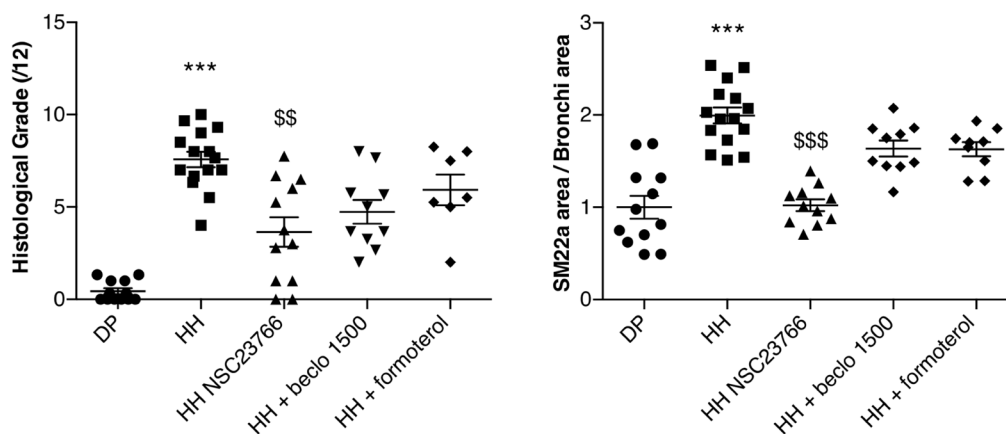 Histological Grade (/12)
15
10
5
0
***
$$
DP
HH
HH NSC23766
HH + beclo 1500
HH + formoterol
SM22a area / Bronchi area
3
2
1
0
***
$$$
DP
HH
HH NSC23766
HH + beclo 1500
HH + formoterol